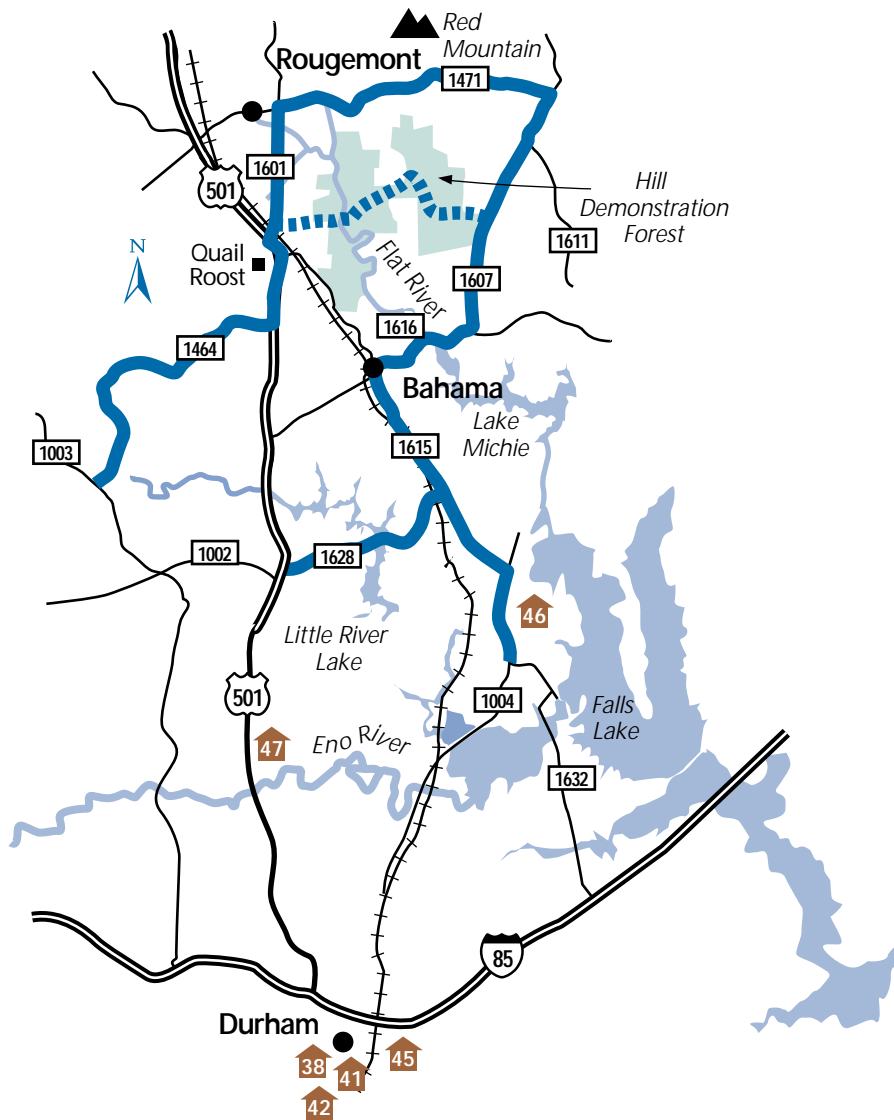 Red
Mountain
Rougemont
1471
1601
501
Hill
Demonstration
Forest
N
Quail
Roost
1611
Flat River
1607
1616
1464
Bahama
Lake
Michie
1003
1615
1002
1628
46
Little River
Lake
501
1004
Falls
Lake
47
Eno River
1632
85
Durham
38
41
45
42